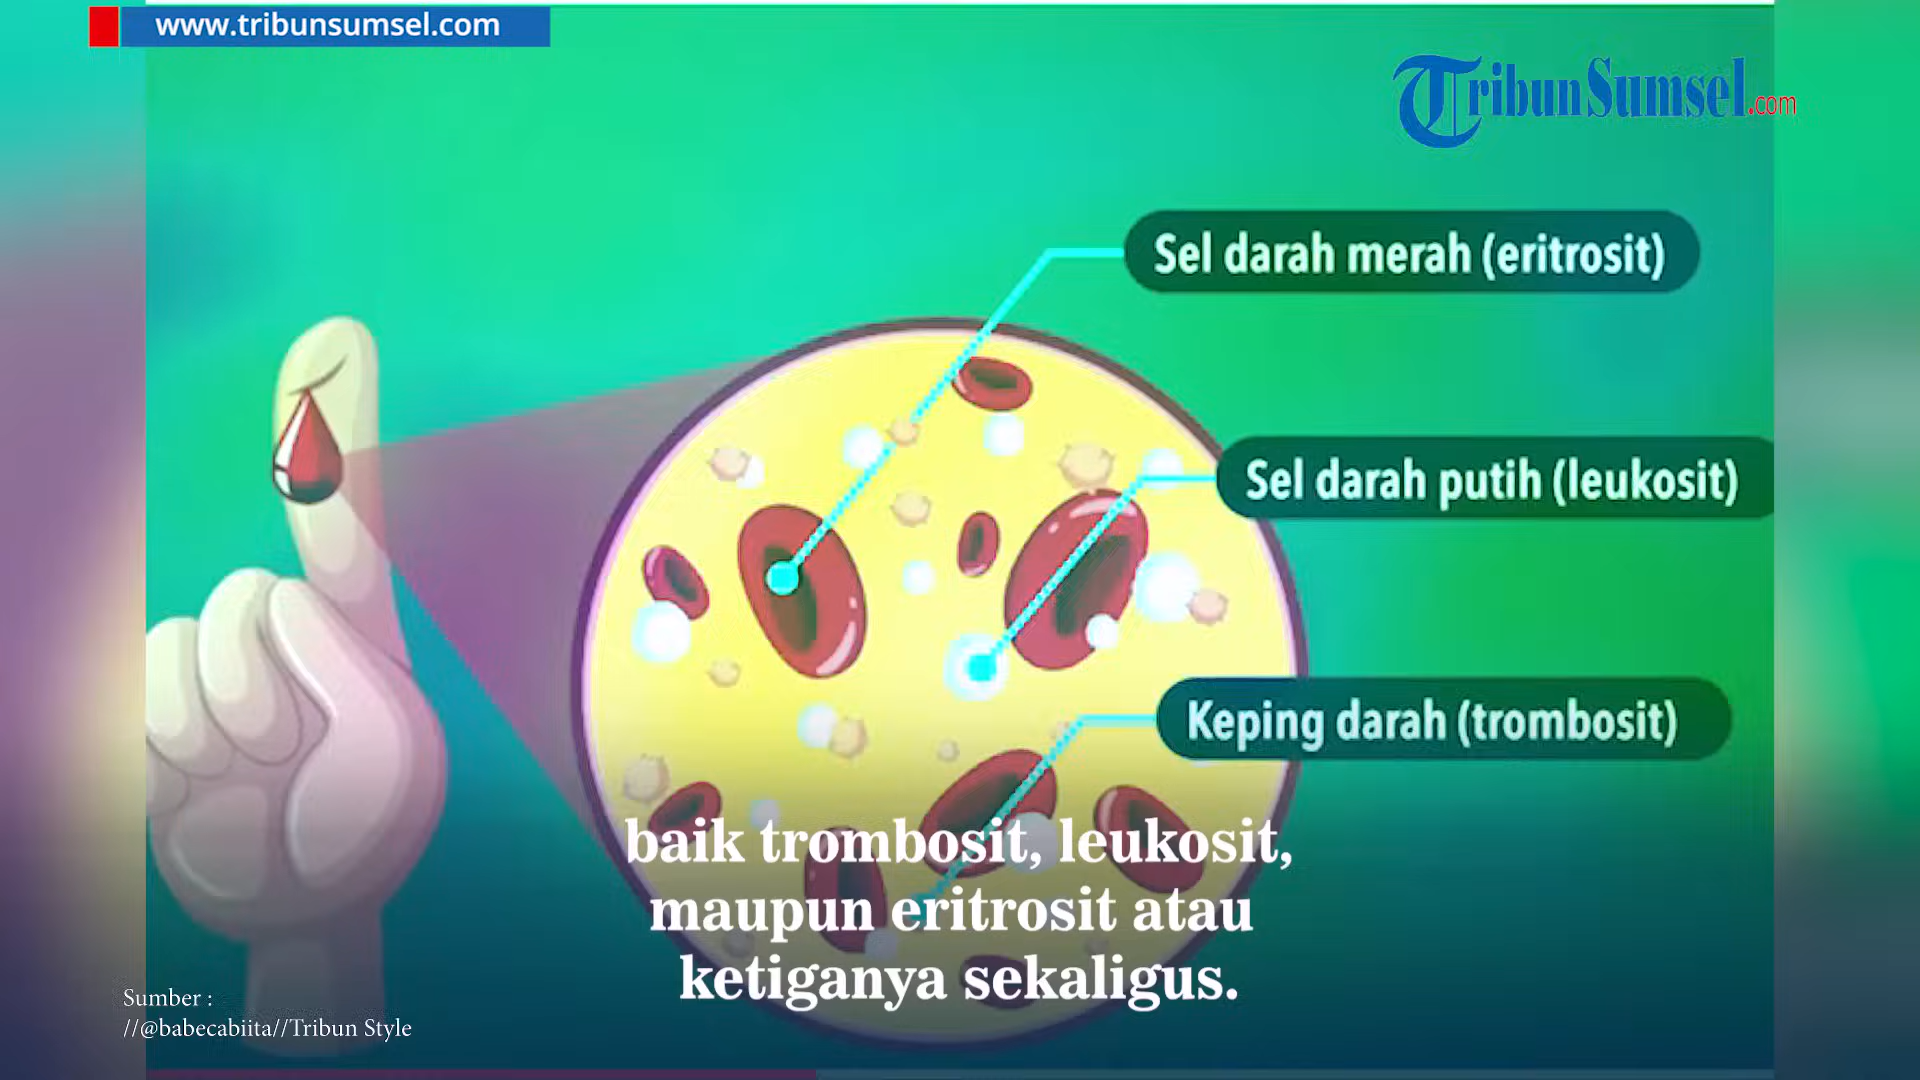 www.tribunsumsel.com
TribunSumsel.com
Sel darah merah (eritrosit)
Sel darah putih (leukosit)
Keping darah (trombosit)
baik trombosit, leukosit,
maupun eritrosit atau
ketiganya sekaligus.
Sumber :
//@babecabiita//Tribun Style